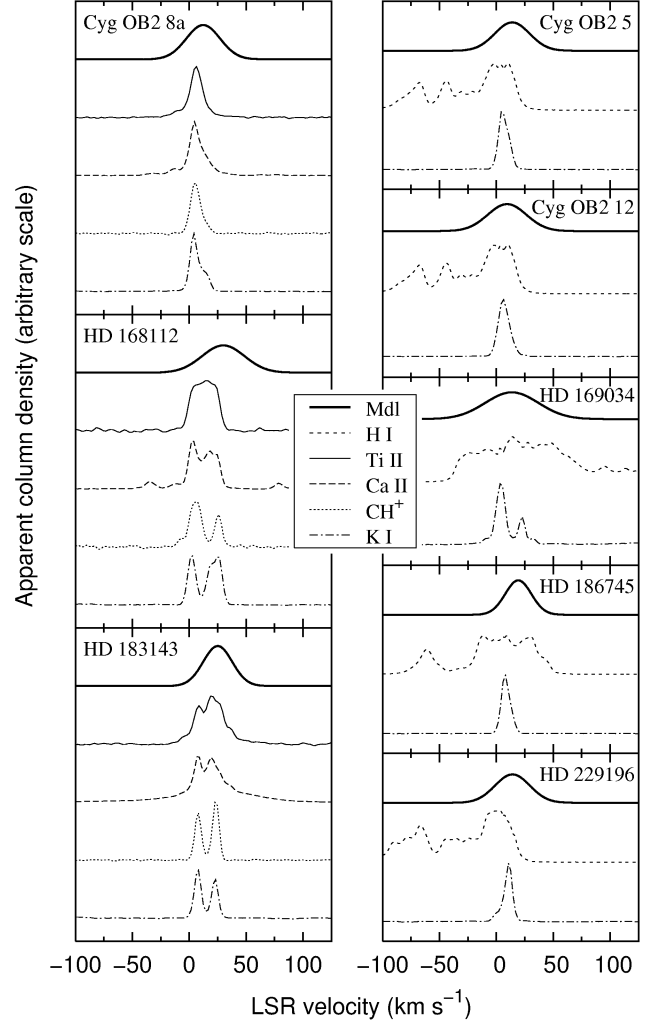 Cyg OB2 8a
HD 168112
HD 183143
Cyg OB2 5
Cyg OB2 12
HD 169034
HD 186745
HD 229196
Mdl
H I
Ti II
Ca II
CH+
K I
Apparent column density (arbitrary scale)
−100 −50 0 50 100
−100 −50 0 50 100
LSR velocity (km s−1)